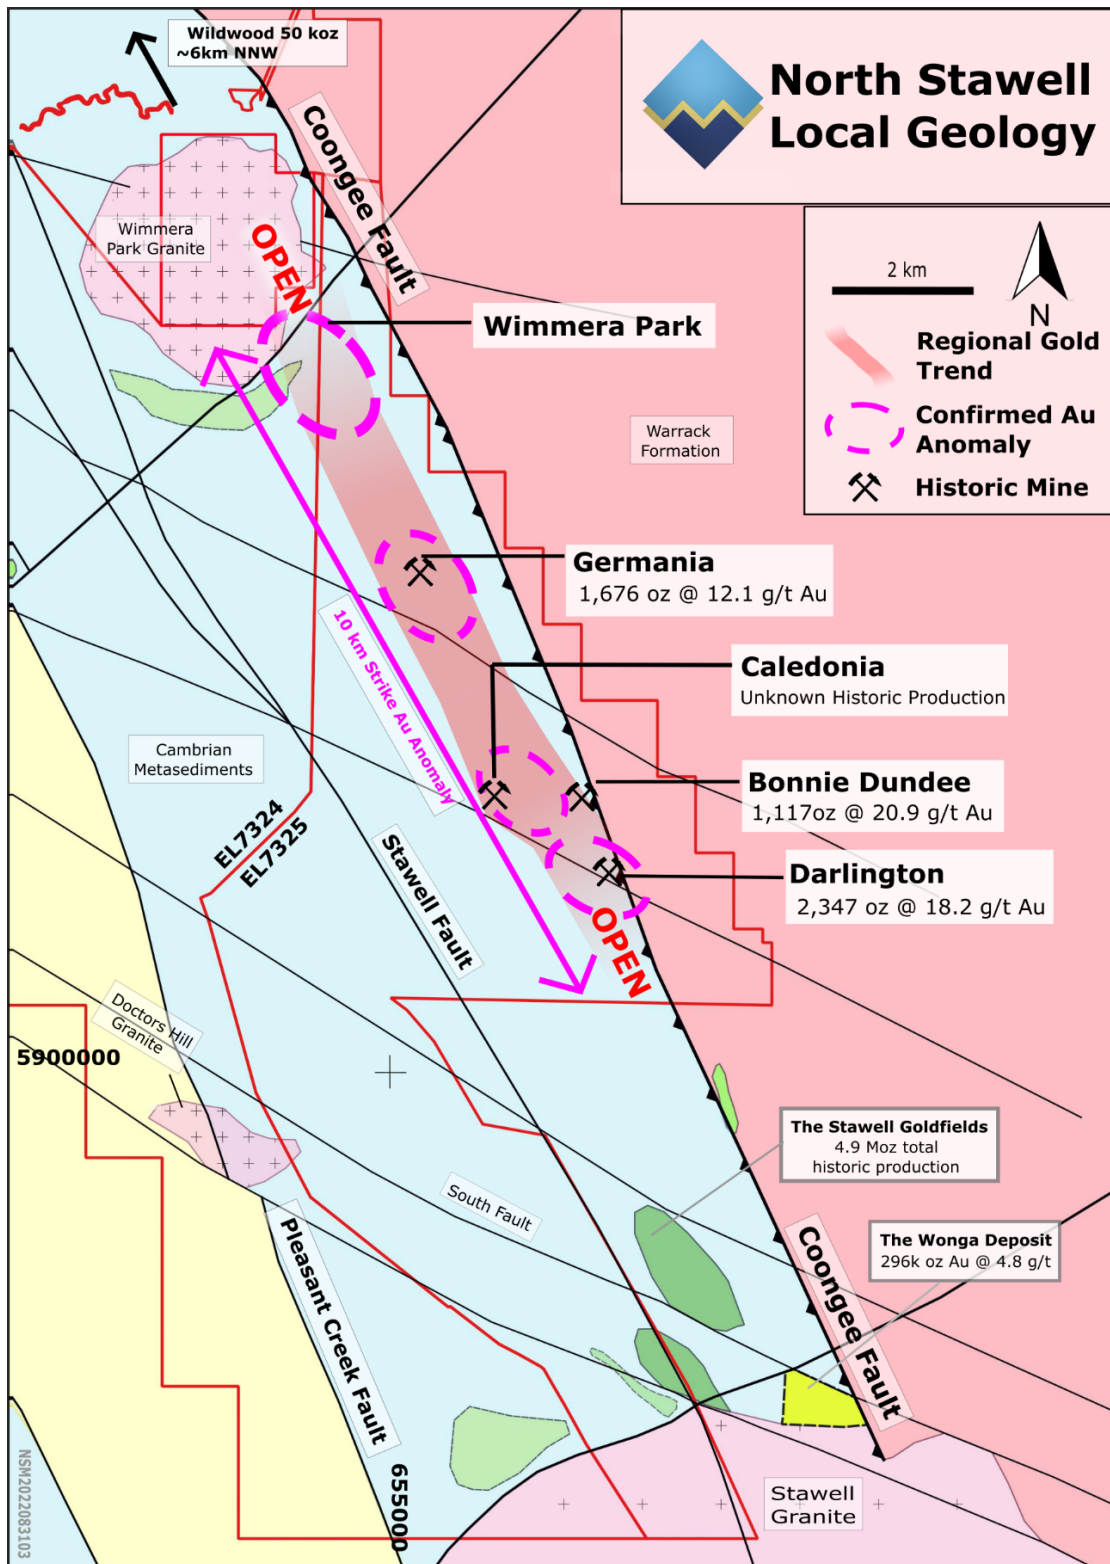 Wildwood 50 koz
~6km NNW
North Stawell
Local Geology
Coongee Fault
2 km
N
Regional Gold
Trend
Confirmed Au
Anomaly
Historic Mine
Wimmera
Park Granite
OPEN
Wimmera Park
Warrack
Formation
Germania
1,676 oz @ 12.1 g/t Au
10 km Strike Au Anomaly
Caledonia
Unknown Historic Production
Cambrian
Metasediments
Bonnie Dundee
1,117oz @ 20.9 g/t Au
EL7324
EL7325
Stawell Fault
Darlington
2,347 oz @ 18.2 g/t Au
OPEN
Doctors Hill
Granite
5900000
The Stawell Goldfields
4.9 Moz total
historic production
South Fault
Pleasant Creek Fault
Coongee Fault
The Wonga Deposit
296k oz Au @ 4.8 g/t
NSM2022083103
655000
Stawell
Granite